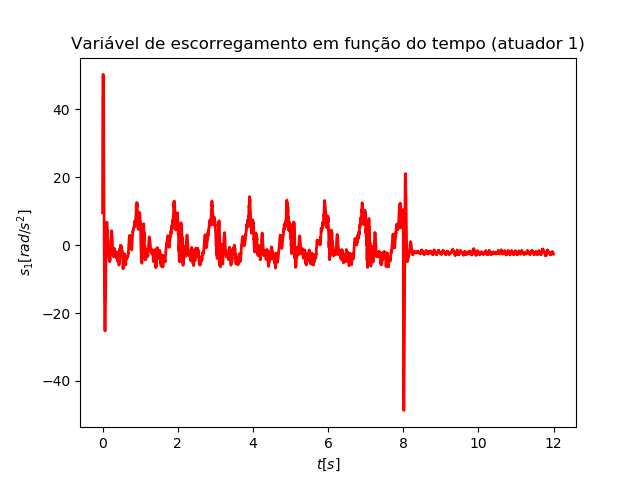 Variável de escorregamento em função do tempo (atuador 1)
40
20
0
−20
−40
s₁[rad/s²]
0 2 4 6 8 10 12
t[s]